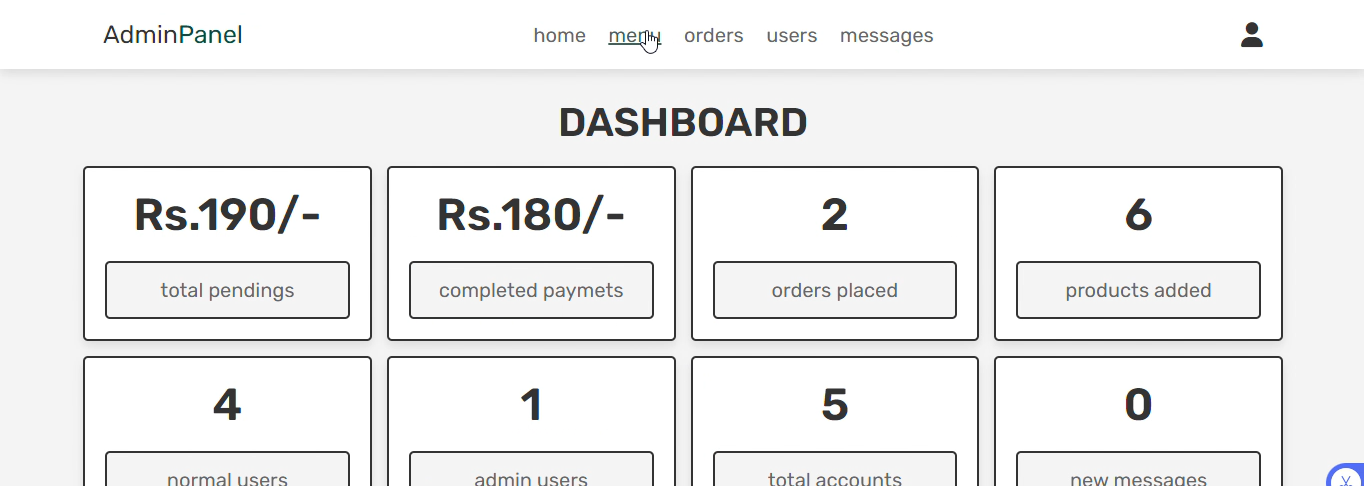 AdminPanel home menu orders users messages
DASHBOARD
Rs.190/- Rs.180/- 2 6
total pendings completed paymets orders placed products added
4 1 5 0
normal users admin users total accounts new messages